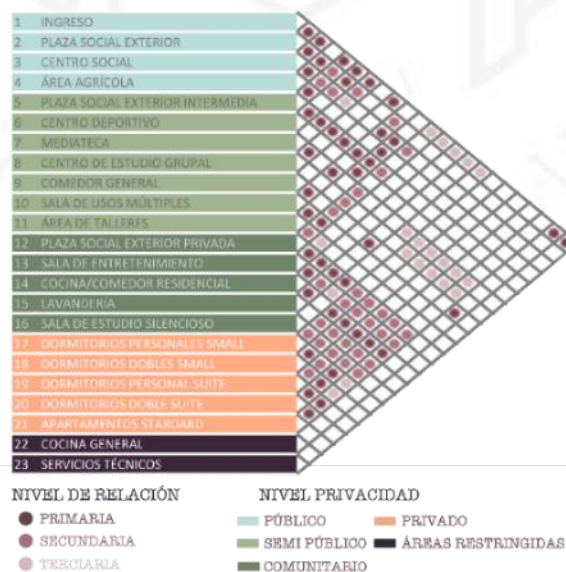 1 INGRESO
2 PLAZA SOCIAL EXTERIOR
3 CENTRO SOCIAL
4 ÁREA AGRÍCOLA
5 PLAZA SOCIAL EXTERIOR INTERMEDIA
6 CENTRO DEPORTIVO
7 MEDIATECA
8 CENTRO DE ESTUDIO GRUPAL
9 COMEDOR GENERAL
10 SALA DE USOS MÚLTIPLES
11 ÁREA DE TALLERES
12 PLAZA SOCIAL EXTERIOR PRIVADA
13 SALA DE ENTRETENIMIENTO
14 COCINA/COMEDOR RESIDENCIAL
15 LAVANDERÍA
16 SALA DE ESTUDIO SILENCIOSO
17 DORMITORIOS PERSONALES SMALL
18 DORMITORIOS DOBLES SMALL
19 DORMITORIOS PERSONAL SUITE
20 DORMITORIOS DOBLE SUITE
21 APARTAMENTOS STARDARD
22 COCINA GENERAL
23 SERVICIOS TÉCNICOS
NIVEL DE RELACIÓN
PRIMARIA
SECUNDARIA
TERCIARIA
NIVEL PRIVACIDAD
PÚBLICO
SEMI PÚBLICO
COMUNITARIO
PRIVADO
ÁREAS RESTRINGIDAS